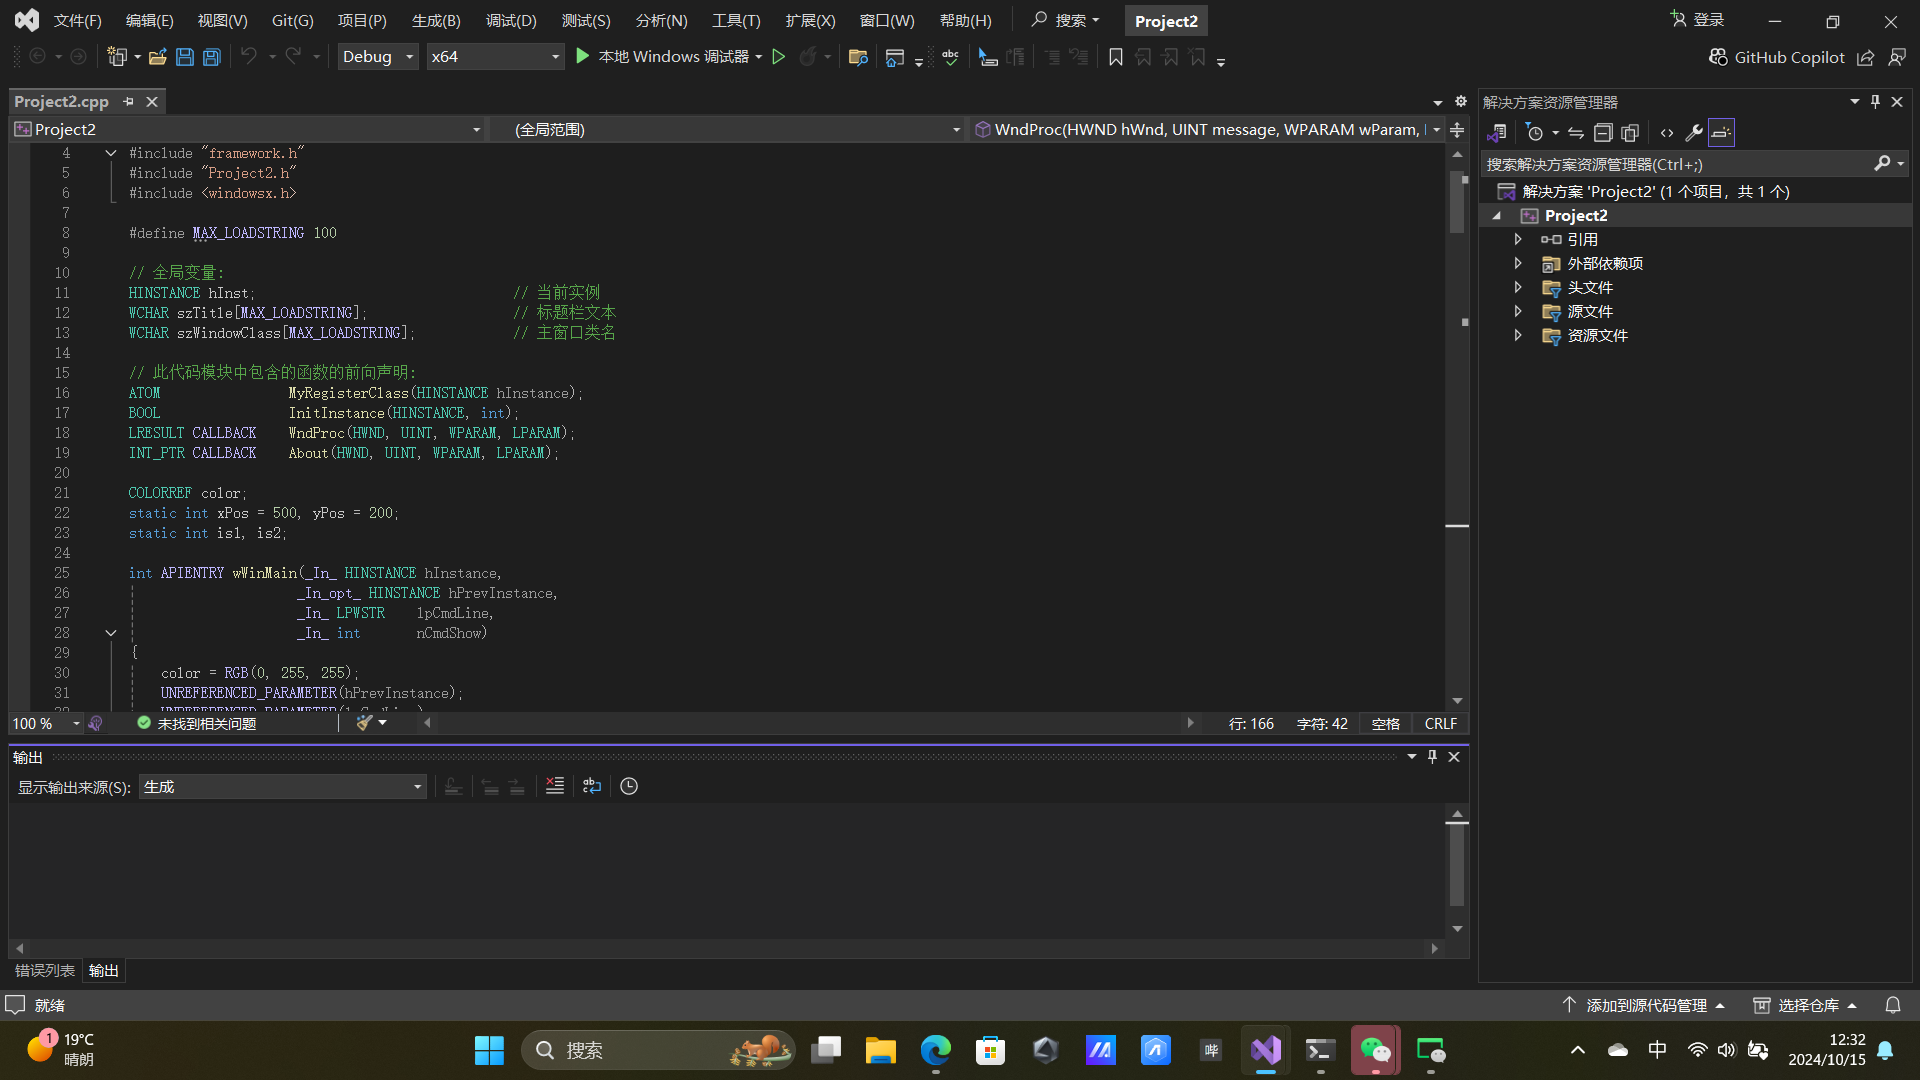 文件(F) 编辑(E) 视图(V) Git(G) 项目(P) 生成(B) 调试(D) 测试(S) 分析(N) 工具(T) 扩展(X) 窗口(W) 帮助(H) 搜索 Project2 登录
Debug x64 本地 Windows 调试器 GitHub Copilot
Project2.cpp
Project2 (全局范围) WndProc(HWND hWnd, UINT message, WPARAM wParam,
4 #include "framework.h"
5 #include "Project2.h"
6 #include <windowsx.h>
7
8 #define MAX_LOADSTRING 100
9
10 // 全局变量:
11 HINSTANCE hInst; // 当前实例
12 WCHAR szTitle[MAX_LOADSTRING]; // 标题栏文本
13 WCHAR szWindowClass[MAX_LOADSTRING]; // 主窗口类名
14
15 // 此代码模块中包含的函数的前向声明:
16 ATOM MyRegisterClass(HINSTANCE hInstance);
17 BOOL InitInstance(HINSTANCE, int);
18 LRESULT CALLBACK WndProc(HWND, UINT, WPARAM, LPARAM);
19 INT_PTR CALLBACK About(HWND, UINT, WPARAM, LPARAM);
20
21 COLORREF color;
22 static int xPos = 500, yPos = 200;
23 static int is1, is2;
24
25 int APIENTRY wWinMain(_In_ HINSTANCE hInstance,
26 _In_opt_ HINSTANCE hPrevInstance,
27 _In_ LPWSTR lpCmdLine,
28 _In_ int nCmdShow)
29 {
30 color = RGB(0, 255, 255);
31 UNREFERENCED_PARAMETER(hPrevInstance);
100 % 未找到相关问题 行: 166 字符: 42 空格 CRLF
输出
显示输出来源(S): 生成
错误列表 输出
解决方案资源管理器
搜索解决方案资源管理器(Ctrl+;)
解决方案 'Project2' (1 个项目，共 1 个)
Project2
引用
外部依赖项
头文件
源文件
资源文件
就绪 添加到源代码管理 选择仓库
1 19°C
晴朗
搜索
哔
中
12:32
2024/10/15